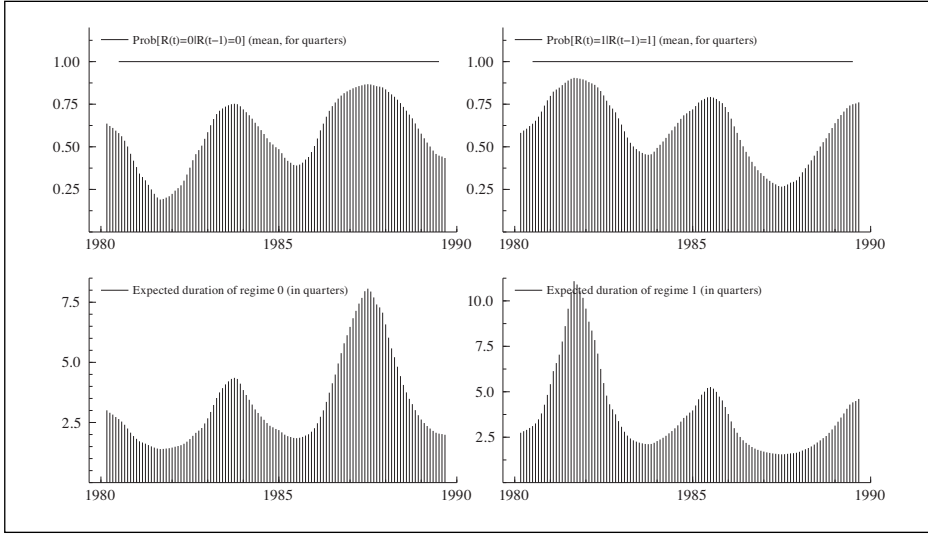 Prob[R(t)=0|R(t−1)=0] (mean, for quarters)
1.00
0.75
0.50
0.25
1980 1985 1990
Prob[R(t)=1|R(t−1)=1] (mean, for quarters)
1.00
0.75
0.50
0.25
1980 1985 1990
Expected duration of regime 0 (in quarters)
7.5
5.0
2.5
1980 1985 1990
Expected duration of regime 1 (in quarters)
10.0
7.5
5.0
2.5
1980 1985 1990